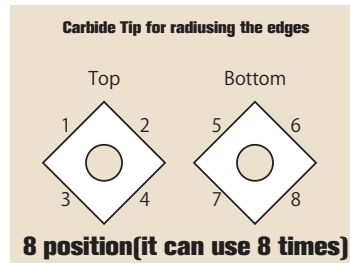 Carbide Tip for radiusing the edges
Top Bottom
1 2 5 6
3 4 7 8
8 position(it can use 8 times)